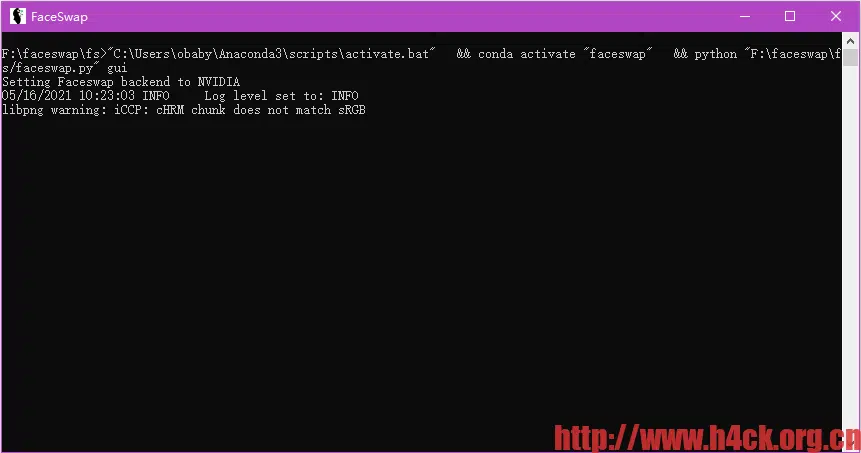 FaceSwap
F:\faceswap\fs>"C:\Users\obaby\Anaconda3\scripts\activate.bat"   && conda activate "faceswap"   && python "F:\faceswap\f
s/faceswap.py" gui
Setting Faceswap backend to NVIDIA
05/16/2021 10:23:03 INFO     Log level set to: INFO
libpng warning: iCCP: cHRM chunk does not match sRGB
http://www.h4ck.org.cn